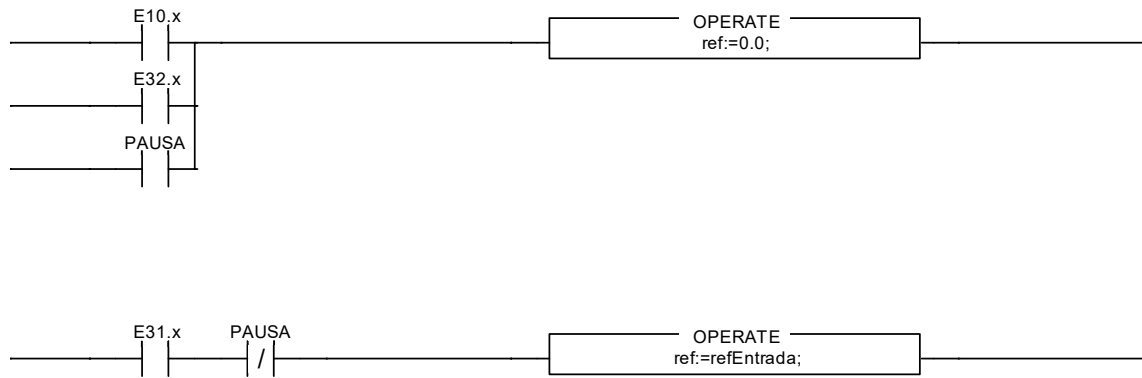 E10.x
OPERATE
ref:=0.0;
E32.x
PAUSA
E31.x PAUSA
/
OPERATE
ref:=refEntrada;